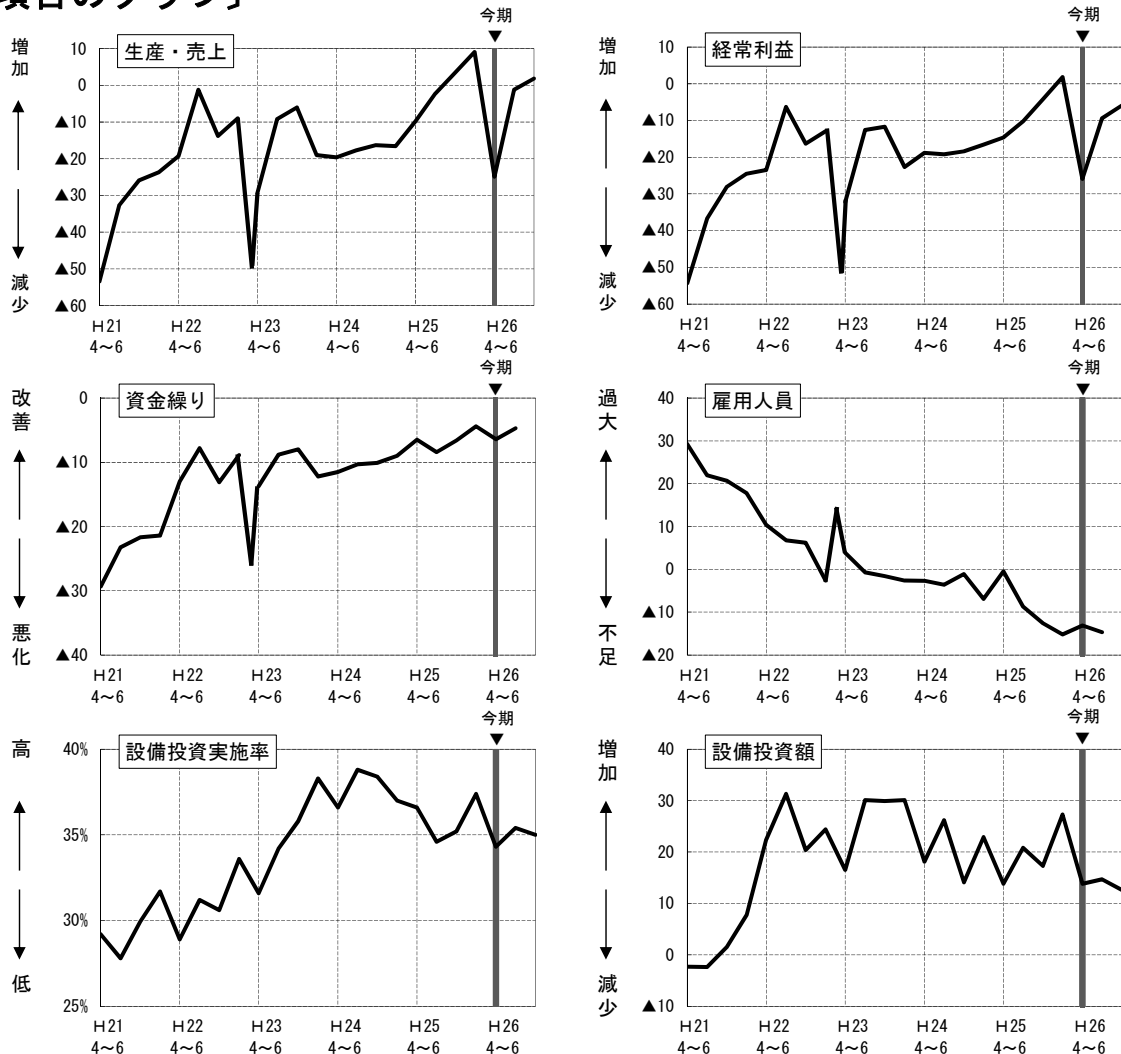 項目のグラフ］
今期
▼
増加
減少
生産・売上
10
0
▲10
▲20
▲30
▲40
▲50
▲60
H21 H22 H23 H24 H25 H26
4～6 4～6 4～6 4～6 4～6 4～6
今期
▼
増加
減少
経常利益
10
0
▲10
▲20
▲30
▲40
▲50
▲60
H21 H22 H23 H24 H25 H26
4～6 4～6 4～6 4～6 4～6 4～6
今期
▼
改善
悪化
資金繰り
0
▲10
▲20
▲30
▲40
H21 H22 H23 H24 H25 H26
4～6 4～6 4～6 4～6 4～6 4～6
今期
▼
過大
不足
雇用人員
40
30
20
10
0
▲10
▲20
H21 H22 H23 H24 H25 H26
4～6 4～6 4～6 4～6 4～6 4～6
今期
▼
高
低
設備投資実施率
40%
35%
30%
25%
H21 H22 H23 H24 H25 H26
4～6 4～6 4～6 4～6 4～6 4～6
今期
▼
増加
減少
設備投資額
40
30
20
10
0
▲10
H21 H22 H23 H24 H25 H26
4～6 4～6 4～6 4～6 4～6 4～6